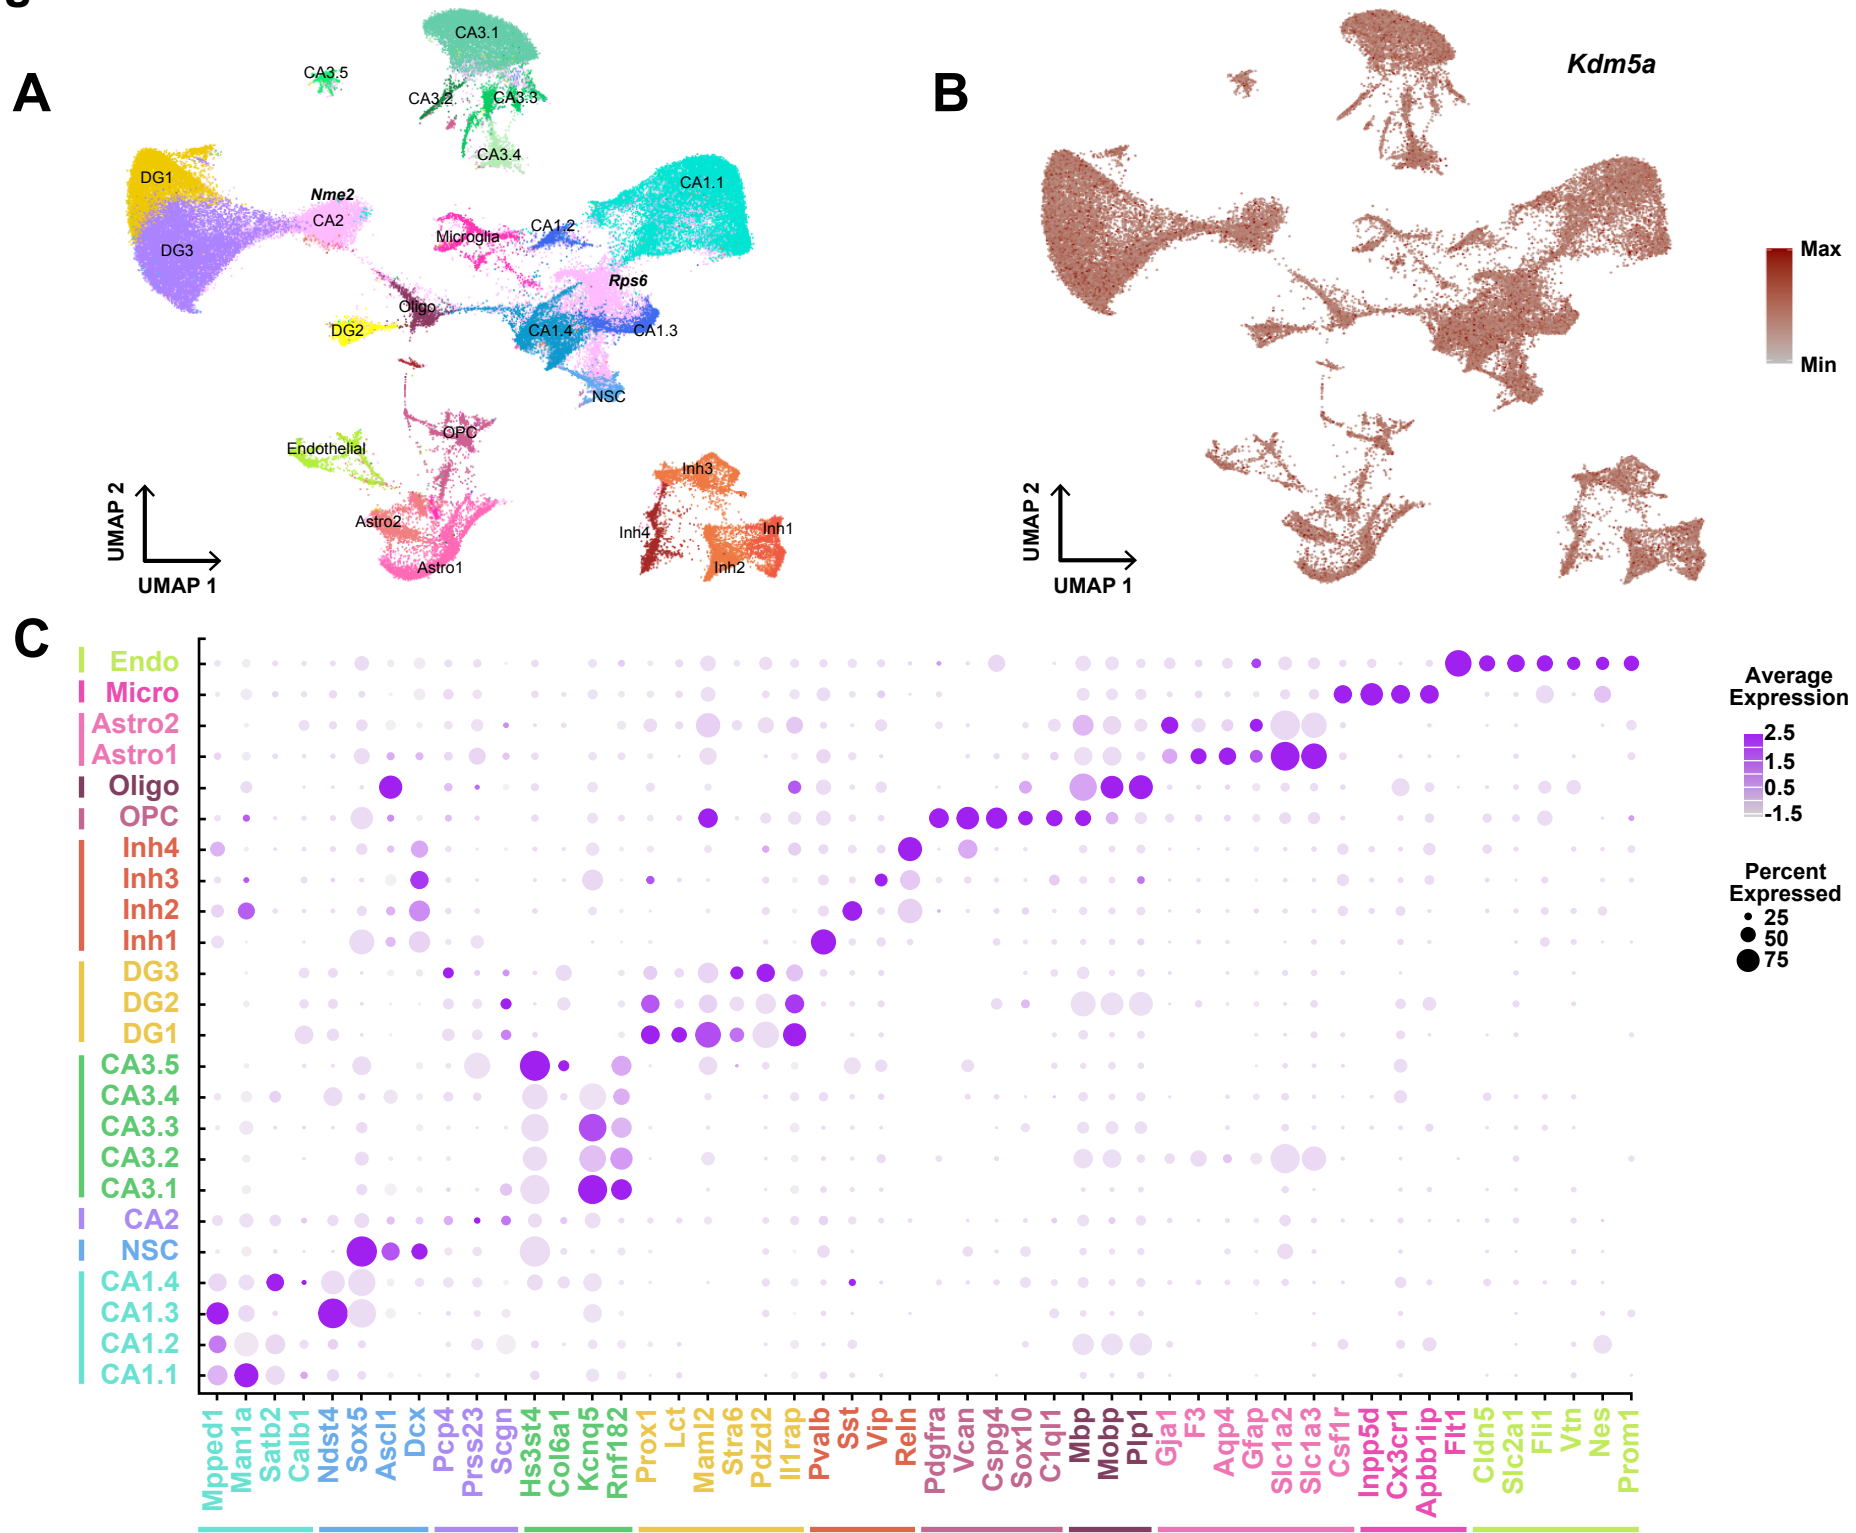 A
CA3.1
CA3.5
CA3.2
CA3.3
CA3.4
DG1
Nme2
CA2
DG3
CA1.1
CA1.2
Microglia
Rps6
Oligo
DG2
CA1.4
CA1.3
NSC
OPC
Endothelial
Inh3
Astro2
Inh4
Inh1
Astro1
Inh2
UMAP 2
UMAP 1
B
Kdm5a
Max
Min
UMAP 2
UMAP 1
C
Endo
Micro
Astro2
Astro1
Oligo
OPC
Inh4
Inh3
Inh2
Inh1
DG3
DG2
DG1
CA3.5
CA3.4
CA3.3
CA3.2
CA3.1
CA2
NSC
CA1.4
CA1.3
CA1.2
CA1.1
Mpped1
Man1a
Satb2
Calb1
Ndst4
Sox5
Ascl1
Dcx
Pcp4
Prss23
Scgn
Hs3st4
Col6a1
Kcnq5
Rnf182
Prox1
Lct
Maml2
Stra6
Pdzd2
Il1rap
Pvalb
Sst
Vip
Reln
Pdgfra
Vcan
Cspg4
Sox10
C1ql1
Mbp
Mobp
Plp1
Gja1
F3
Aqp4
Gfap
Slc1a2
Slc1a3
Csf1r
Inpp5d
Cx3cr1
Apbb1ip
Flt1
Cldn5
Slc2a1
Fli1
Vtn
Nes
Prom1
Average
Expression
2.5
1.5
0.5
-1.5
Percent
Expressed
25
50
75